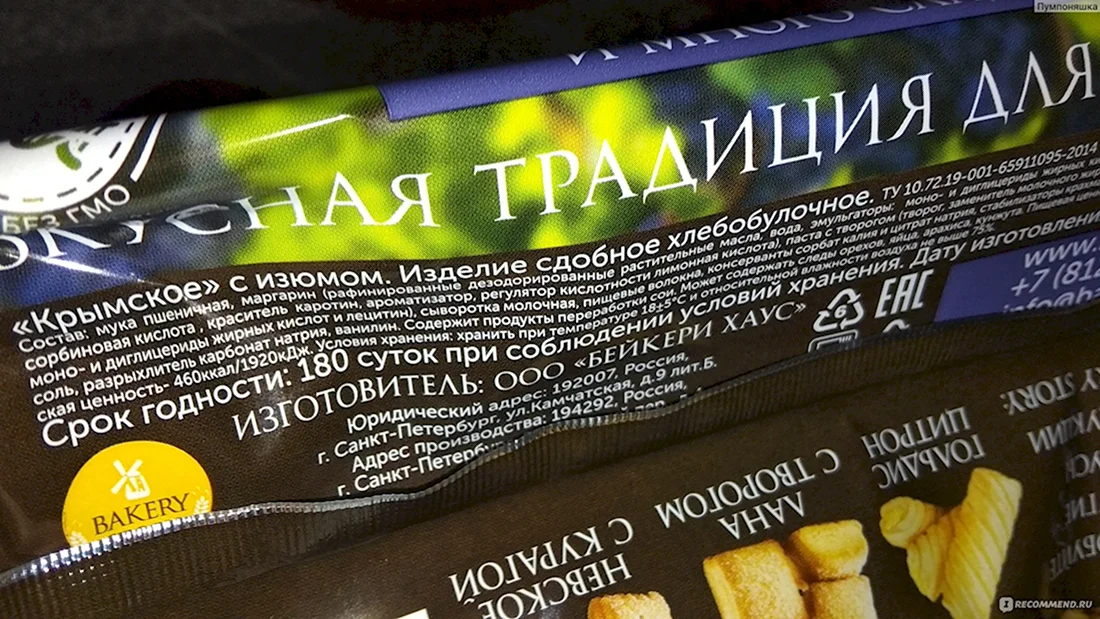 Пумпоняшка
И МНОГО
ВКУСНАЯ ТРАДИЦИЯ ДЛЯ
БЕЗ ГМО
«Крымское» с изюмом. Изделие сдобное хлебобулочное. ТУ 10.72.19-001-65911095-2014
Состав: мука пшеничная, маргарин (рафинированные дезодорированные растительные масла, вода, эмульгаторы: моно- и диглицериды жирных
сорбиновая кислота, краситель каротин, ароматизатор, регулятор кислотности лимонная кислота), паста с творогом (творог, заменитель молочного
моно- и диглицериды жирных кислот и лецитин), сыворотка молочная, пищевые волокна, консерванты сорбат калия и цитрат натрия, стабилизаторы
соль, разрыхлитель карбонат натрия, ванилин. Содержит продукты переработки сои. Может содержать следы орехов, яйца, арахиса, кунжута. Пищевая
ская ценность- 460ккал/1920кДж. Условия хранения: хранить при температуре 18±5°С и относительной влажности воздуха не выше 75%.
Срок годности: 180 суток при соблюдении условий хранения. Дату изготовлени
ИЗГОТОВИТЕЛЬ: ООО «БЕЙКЕРИ ХАУС»
Юридический адрес: 192007, Россия,
г. Санкт-Петербург, ул.Камчатская, д.9 лит.Б.
Адрес производства: 194292, Россия,
г. Санкт-Петербу
EAC
www.
+7 (812
info@ba
BAKERY
НЕВСКОЕ
С КУРАГОЙ
ЛАНА
С ТВОРОГОМ
ГОЛЬДИС
ЦИТРОН
Y STORY:
I RECOMMEND.RU